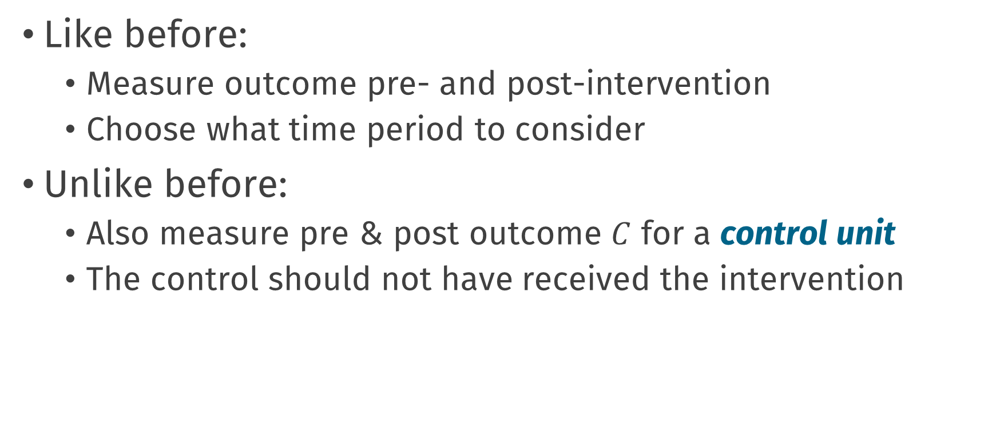 • Like before:
• Measure outcome pre- and post-intervention
• Choose what time period to consider
• Unlike before:
• Also measure pre & post outcome C for a control unit
• The control should not have received the intervention